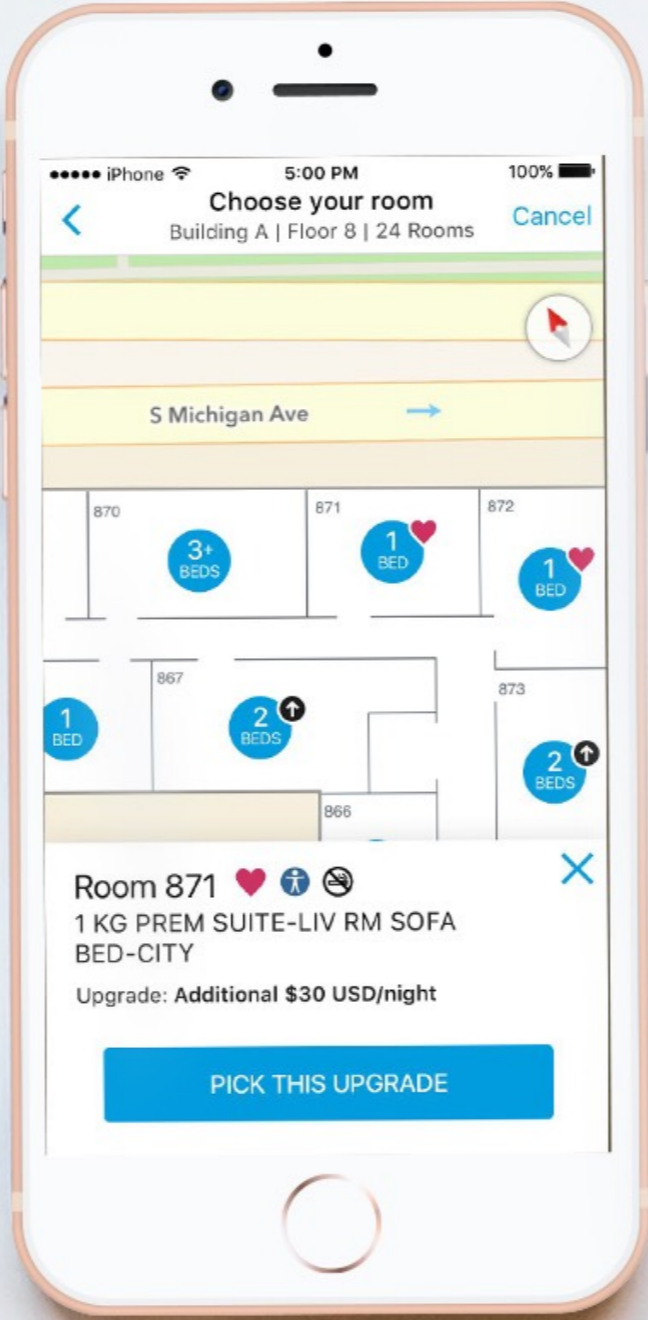 iPhone 5:00 PM 100%
Choose your room
Cancel
Building A | Floor 8 | 24 Rooms
S Michigan Ave
870
3+
BEDS
871
1
BED
872
1
BED
1
BED
867
2
BEDS
873
2
BEDS
866
Room 871
1 KG PREM SUITE-LIV RM SOFA
BED-CITY
Upgrade: Additional $30 USD/night
PICK THIS UPGRADE